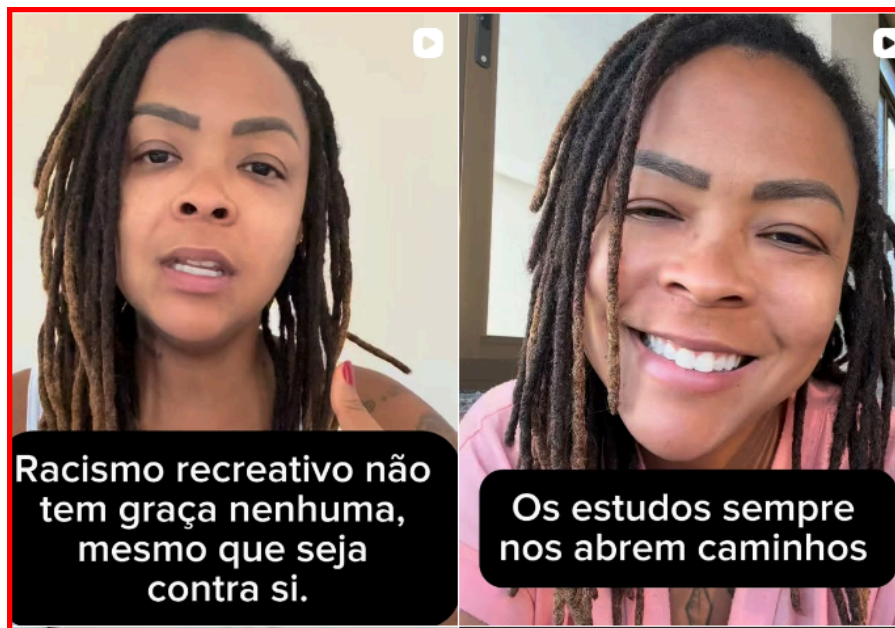 Racismo recreativo não
tem graça nenhuma,
mesmo que seja
contra si.
Os estudos sempre
nos abrem caminhos